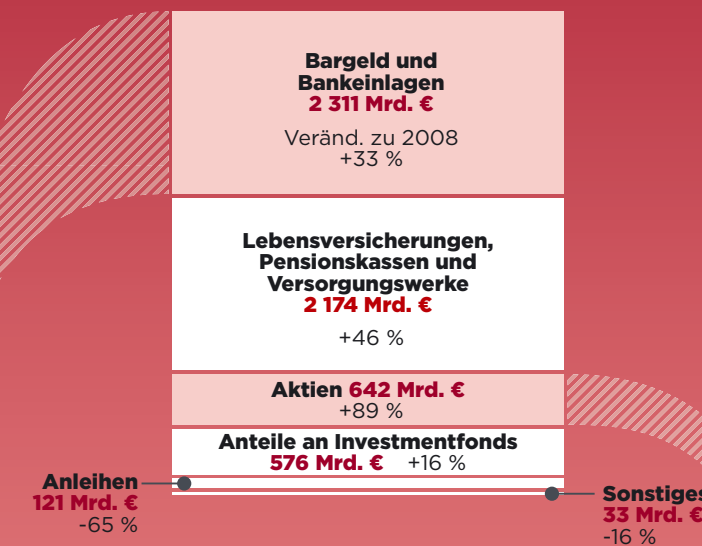 Bargeld und
Bankeinlagen
2 311 Mrd. €
Veränd. zu 2008
+33 %
Lebensversicherungen,
Pensionskassen und
Versorgungswerke
2 174 Mrd. €
+46 %
Aktien 642 Mrd. €
+89 %
Anteile an Investmentfonds
576 Mrd. € +16 %
Anleihen
121 Mrd. €
-65 %
Sonstiges
33 Mrd. €
-16 %